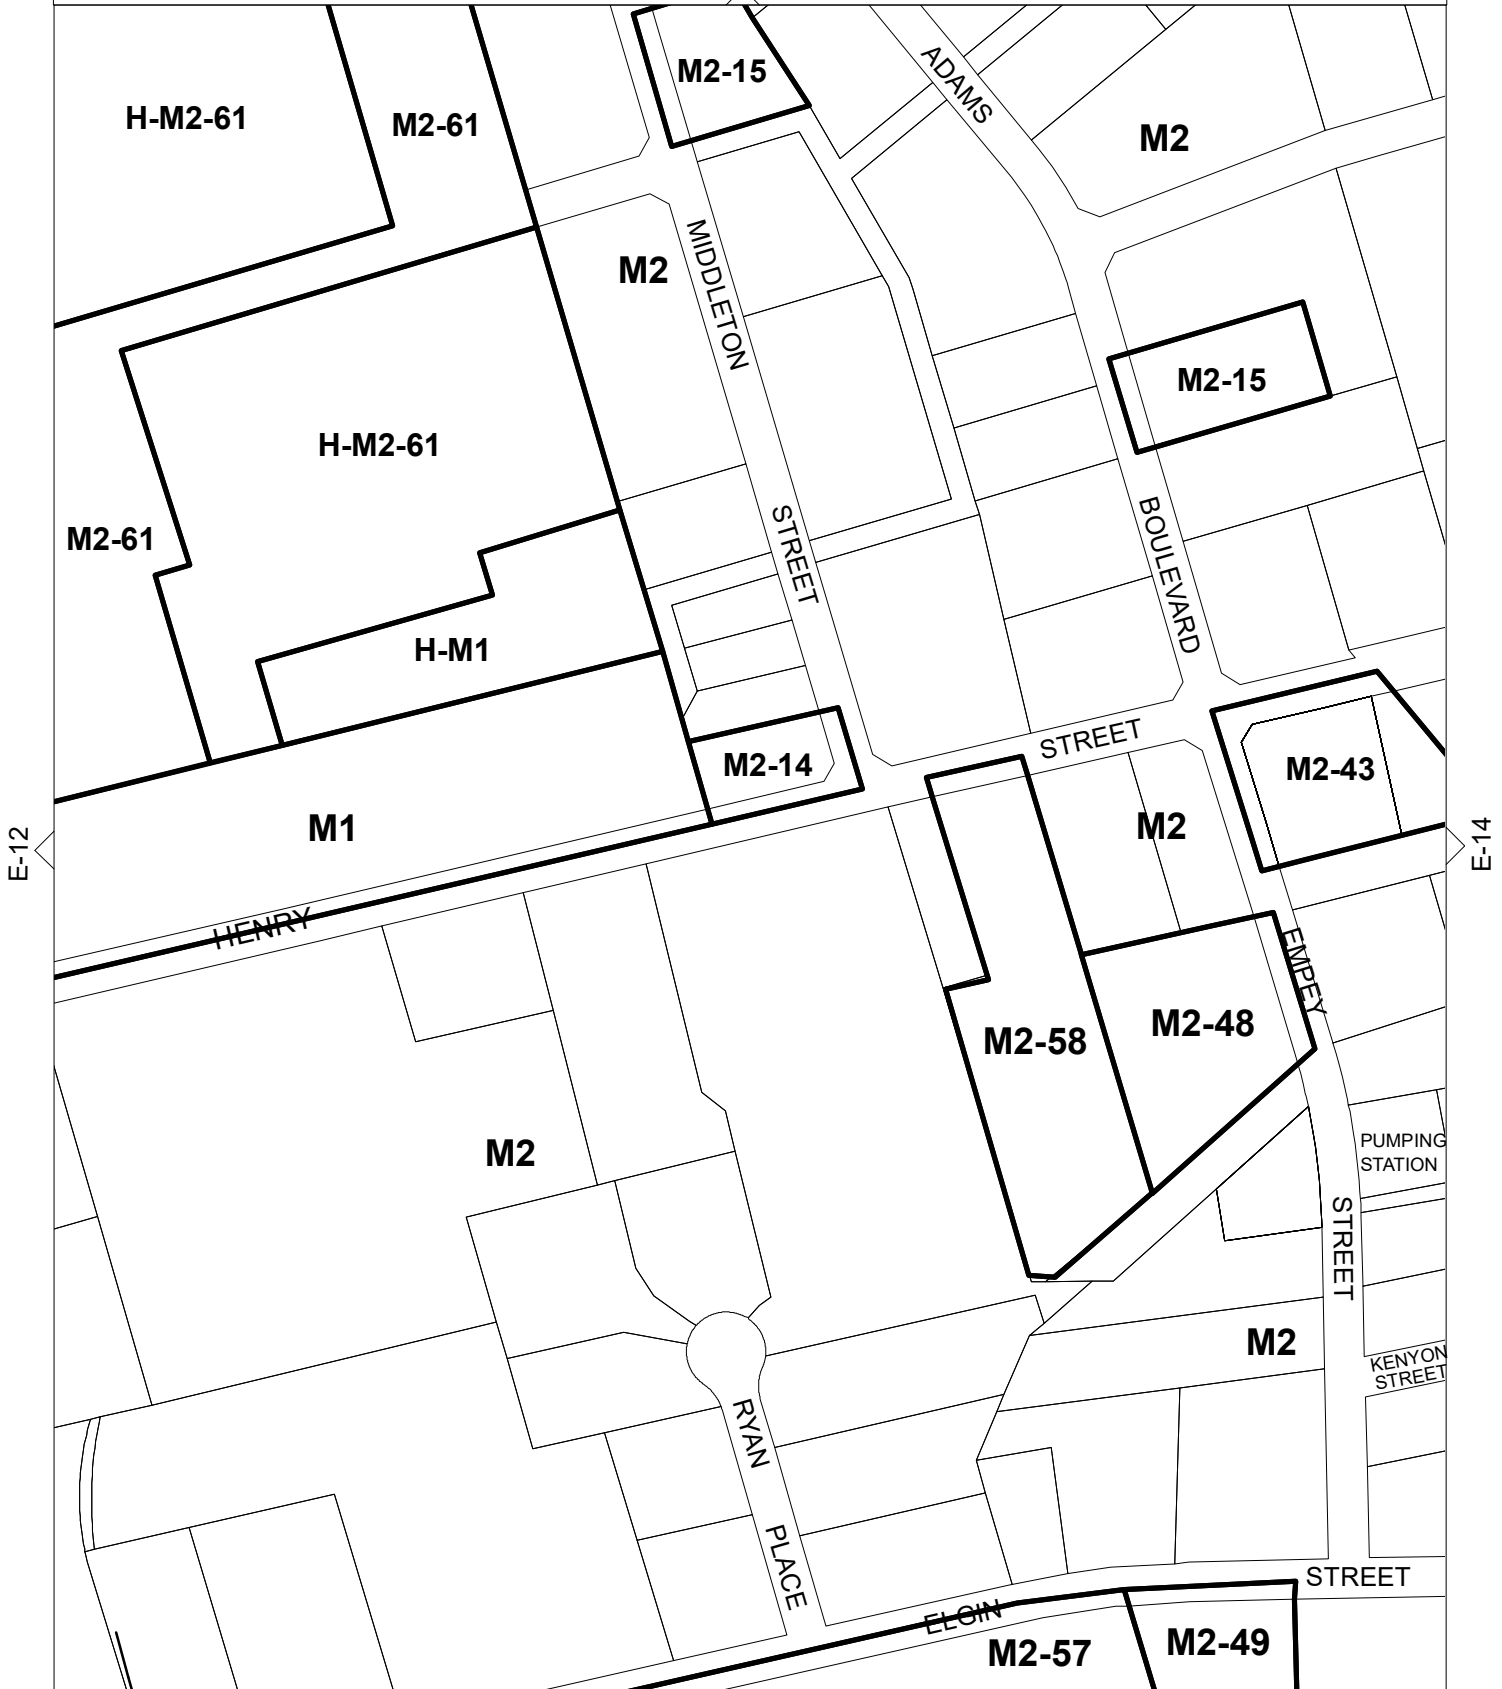 M2-15
ADAMS
H-M2-61
M2-61
M2
M2
MIDDLETON
M2-15
H-M2-61
M2-61
STREET
BOULEVARD
H-M1
STREET
M2-14
M2-43
M1
M2
E-12
E-14
HENRY
EMPEY
M2-58
M2-48
M2
PUMPING
STATION
STREET
M2
KENYON
STREET
RYAN
PLACE
STREET
ELGIN
M2-57
M2-49